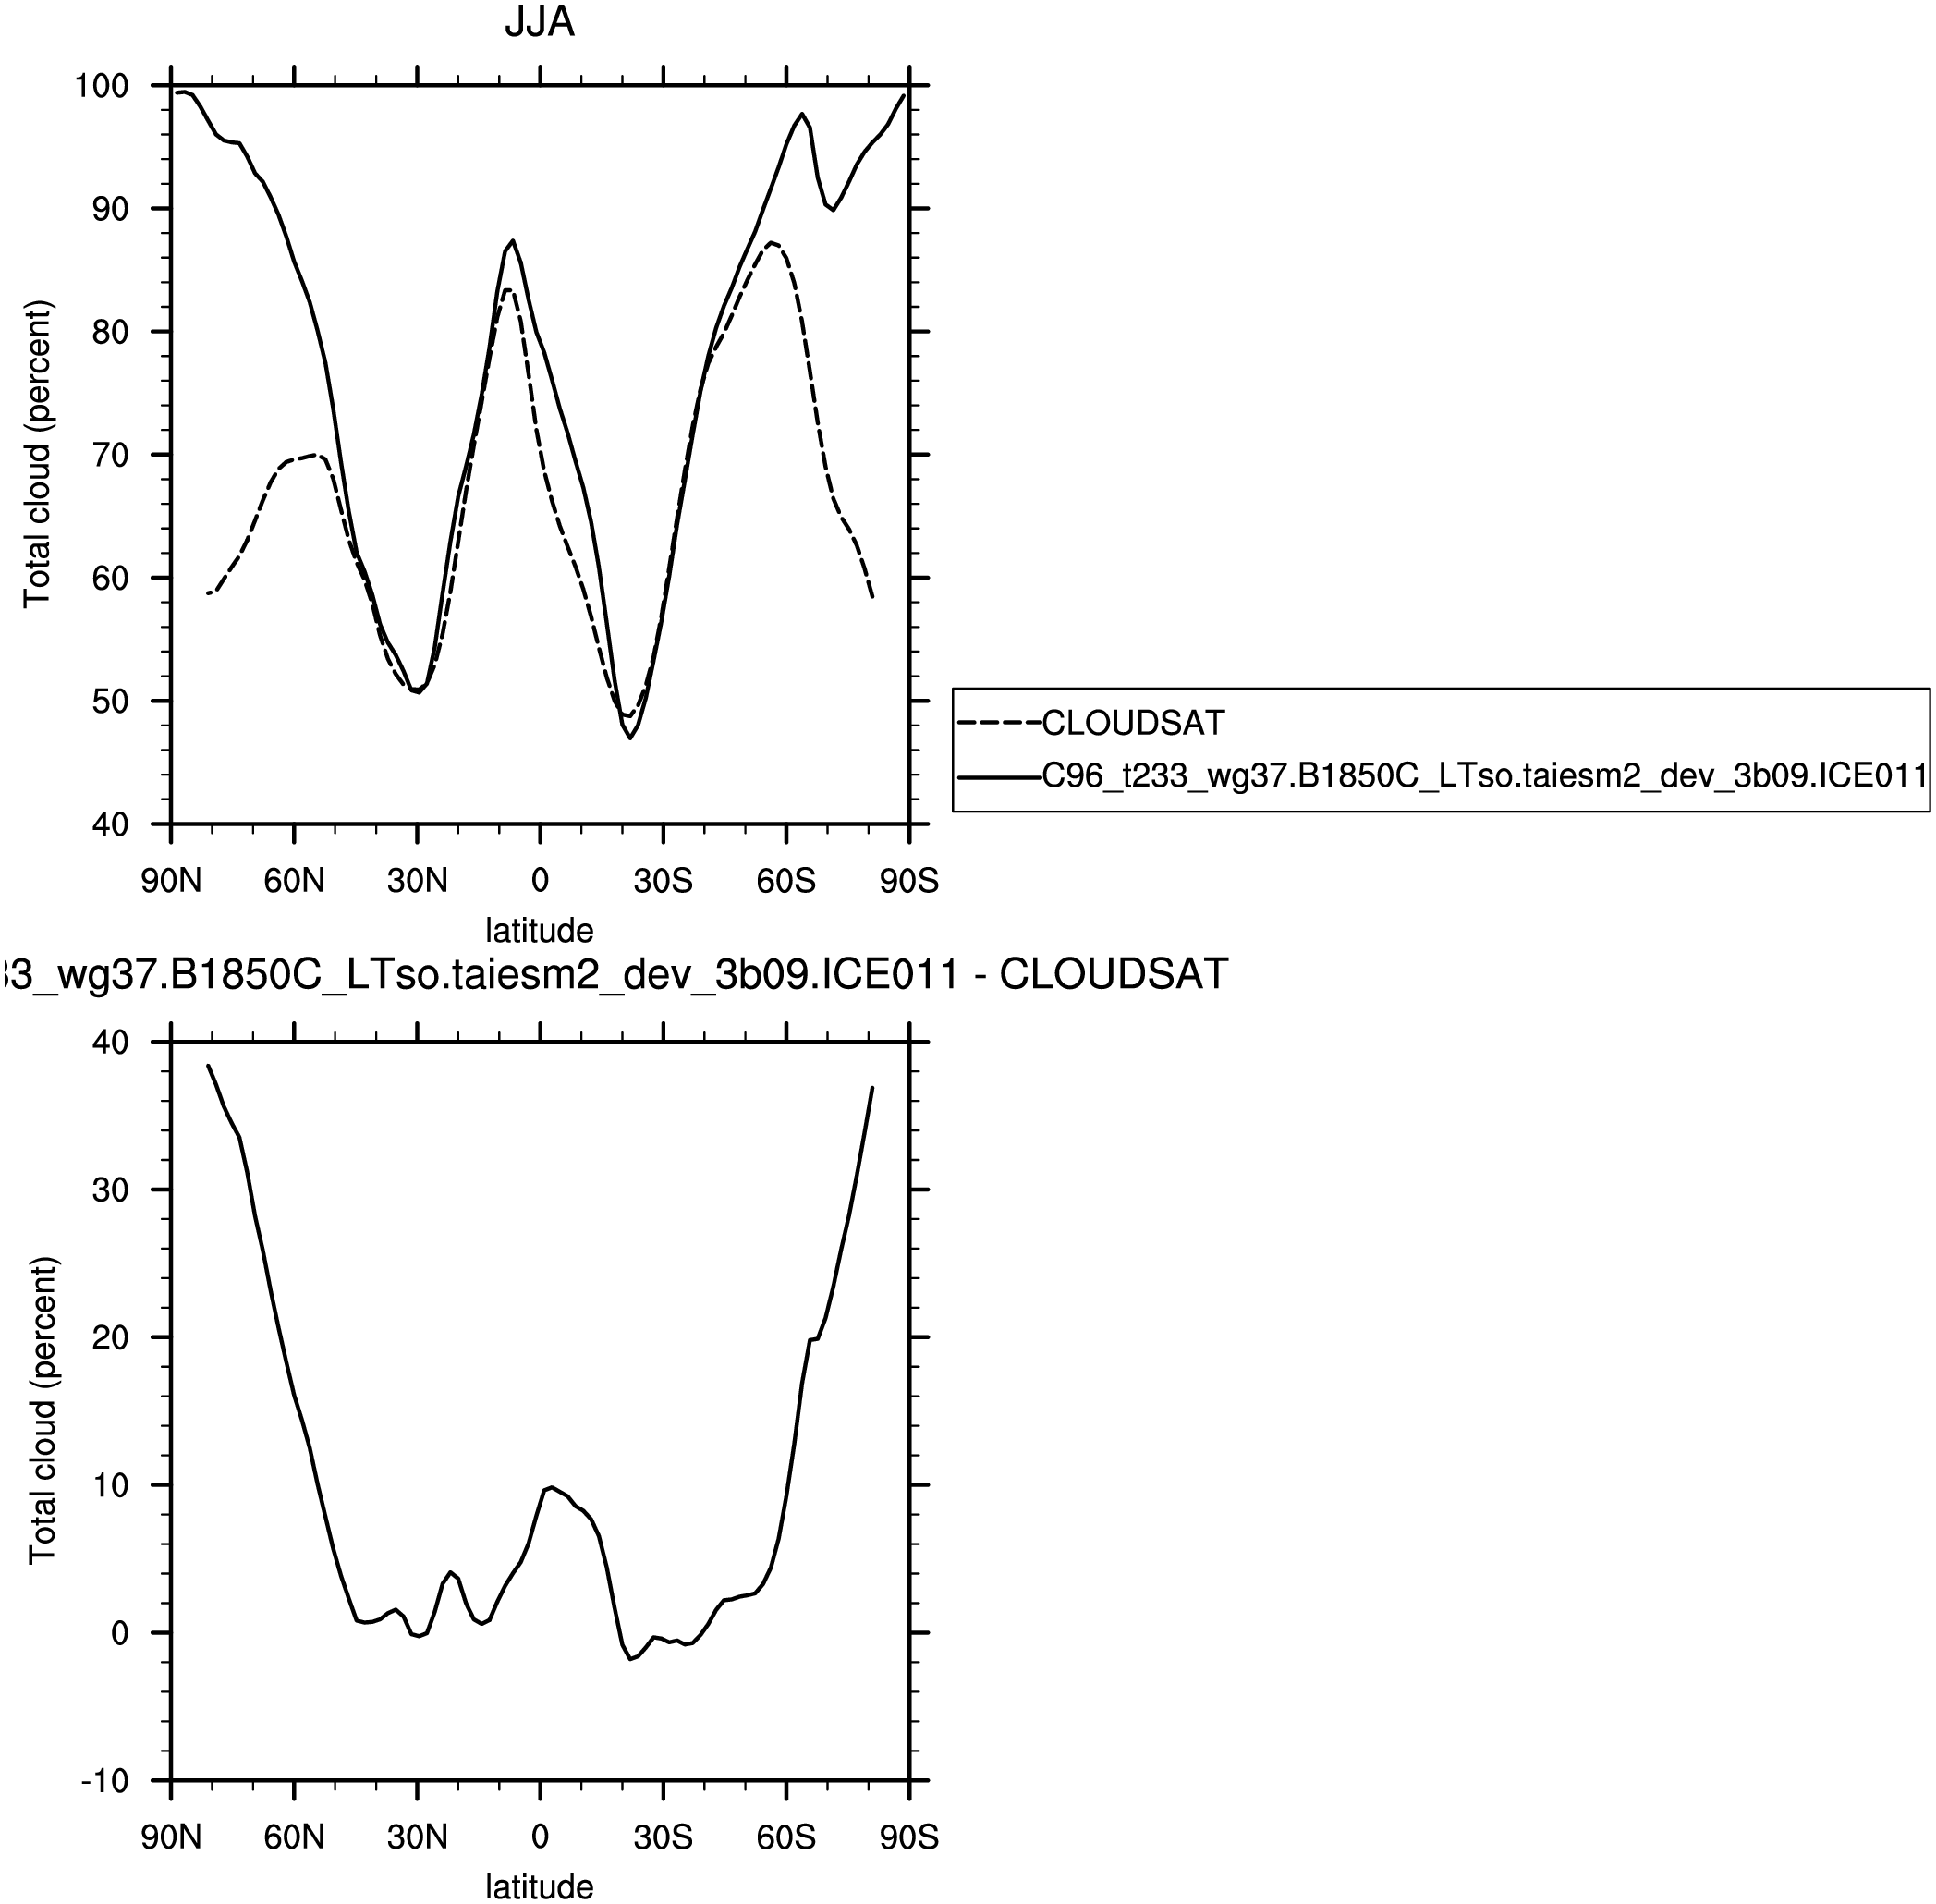 JJA
100
90
80
70
60
50
40
Total cloud (percent)
90N 60N 30N 0 30S 60S 90S
latitude
CLOUDSAT
C96_t233_wg37.B1850C_LTso.taiesm2_dev_3b09.ICE011
3_wg37.B1850C_LTso.taiesm2_dev_3b09.ICE011 - CLOUDSAT
40
30
20
10
0
-10
Total cloud (percent)
90N 60N 30N 0 30S 60S 90S
latitude